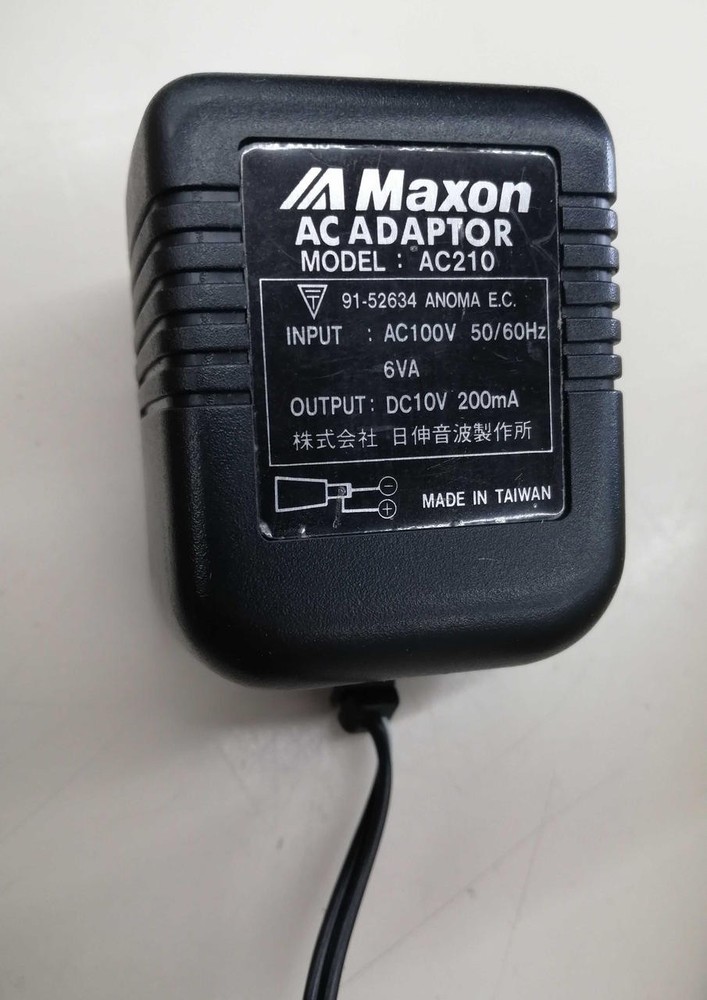 Maxon
AC ADAPTOR
MODEL : AC210
〒 91-52634 ANOMA E.C.
INPUT : AC100V 50/60Hz
6VA
OUTPUT: DC10V 200mA
株式会社 日伸音波製作所
− +
MADE IN TAIWAN